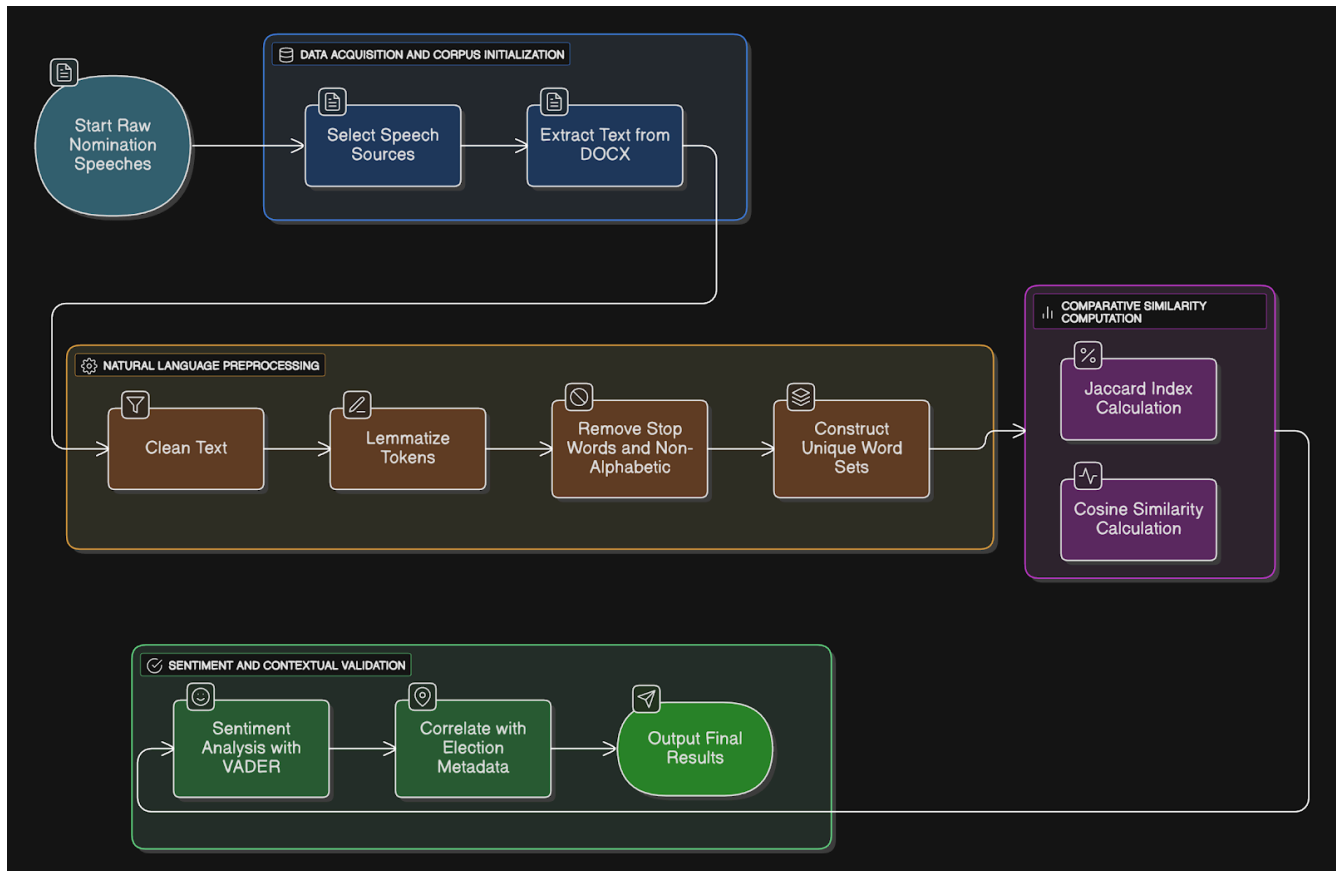 DATA ACQUISITION AND CORPUS INITIALIZATION
Start Raw
Nomination
Speeches
Select Speech
Sources
Extract Text from
DOCX
NATURAL LANGUAGE PREPROCESSING
Clean Text
Lemmatize
Tokens
Remove Stop
Words and Non-
Alphabetic
Construct
Unique Word
Sets
COMPARATIVE SIMILARITY
COMPUTATION
Jaccard Index
Calculation
Cosine Similarity
Calculation
SENTIMENT AND CONTEXTUAL VALIDATION
Sentiment
Analysis with
VADER
Correlate with
Election
Metadata
Output Final
Results